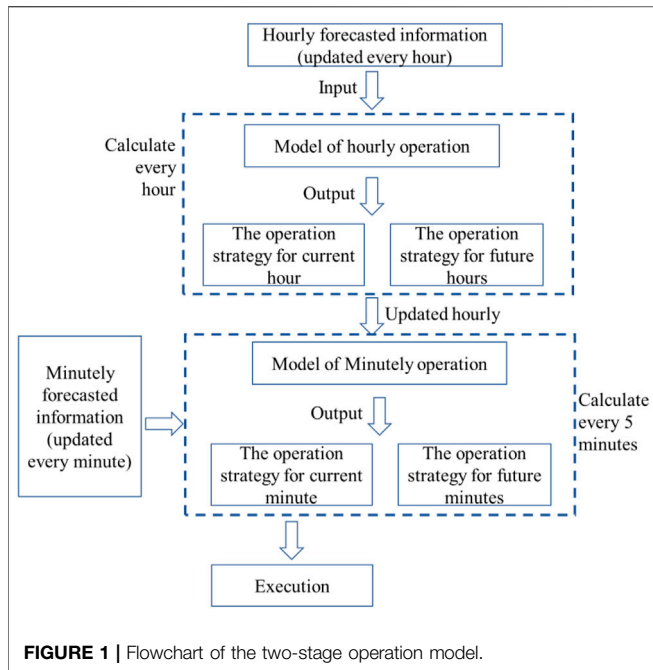 Hourly forecasted information
(updated every hour)
Input
Calculate
every
hour
Model of hourly operation
Output
The operation
strategy for current
hour
The operation
strategy for future
hours
Updated hourly
Minutely
forecasted
information
(updated
every minute)
Model of Minutely operation
Output
Calculate
every 5
minutes
The operation
strategy for current
minute
The operation
strategy for future
minutes
Execution
FIGURE 1 | Flowchart of the two-stage operation model.